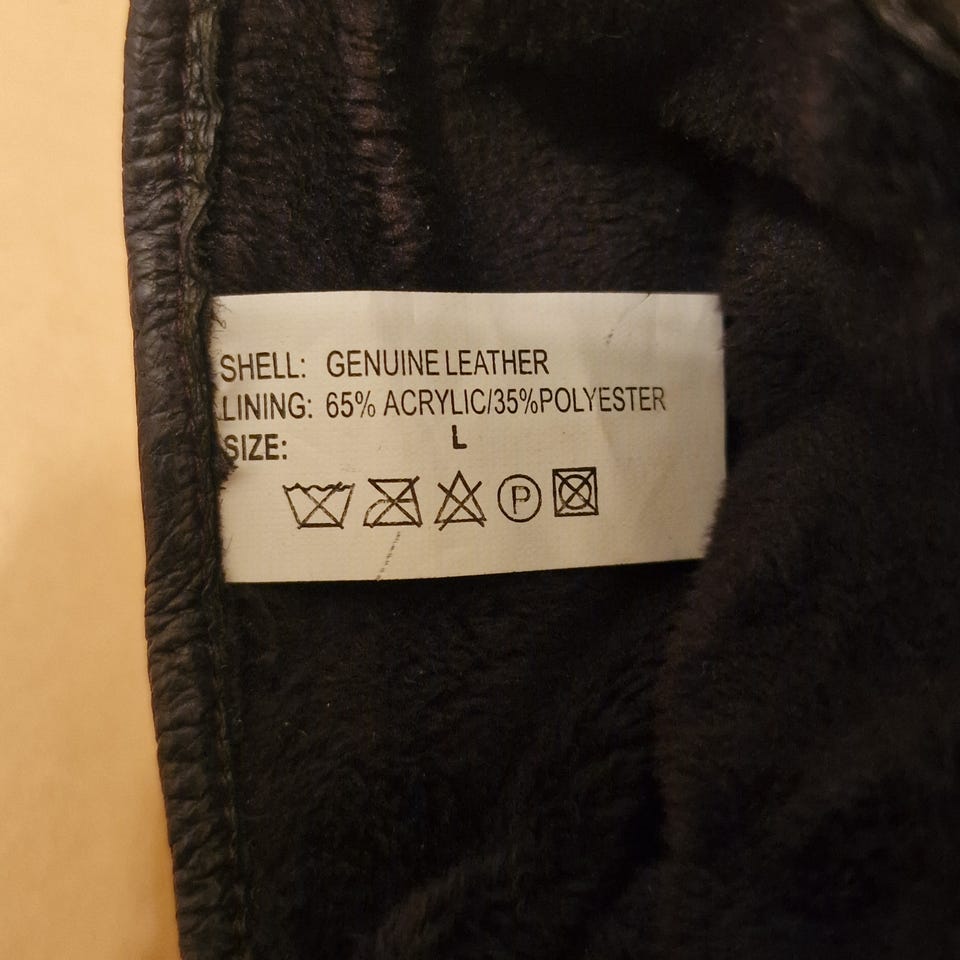 SHELL: GENUINE LEATHER
LINING: 65% ACRYLIC/35%POLYESTER
SIZE: L
P